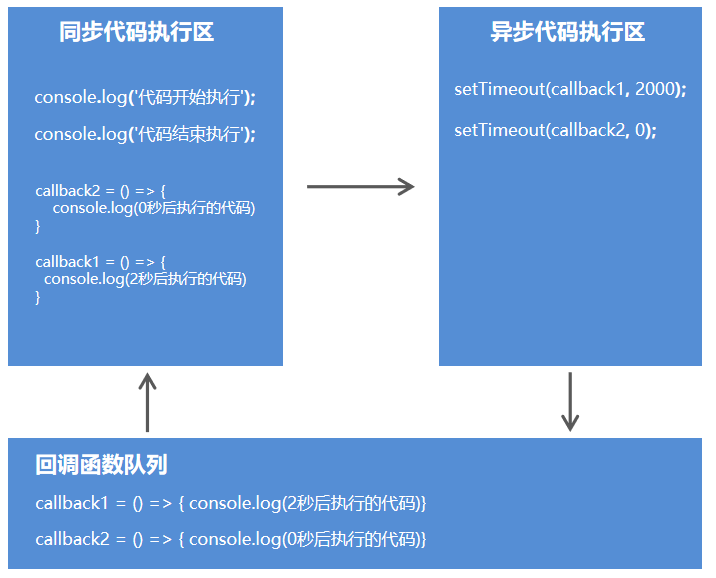 同步代码执行区
console.log('代码开始执行');
console.log('代码结束执行');
callback2 = () => {
console.log(0秒后执行的代码)
}
callback1 = () => {
console.log(2秒后执行的代码)
}
异步代码执行区
setTimeout(callback1, 2000);
setTimeout(callback2, 0);
回调函数队列
callback1 = () => { console.log(2秒后执行的代码)}
callback2 = () => { console.log(0秒后执行的代码)}